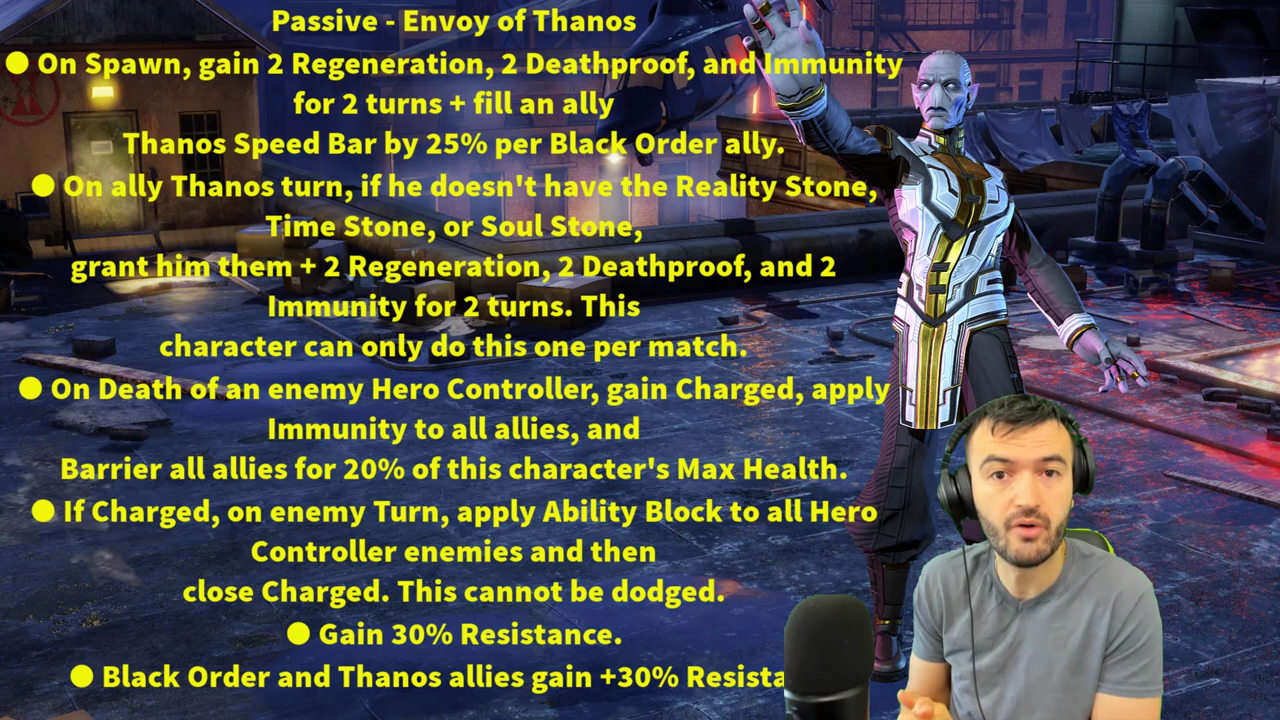 Passive - Envoy of Thanos
● On Spawn, gain 2 Regeneration, 2 Deathproof, and Immunity
for 2 turns + fill an ally
Thanos Speed Bar by 25% per Black Order ally.
● On ally Thanos turn, if he doesn't have the Reality Stone,
Time Stone, or Soul Stone,
grant him them + 2 Regeneration, 2 Deathproof, and 2
Immunity for 2 turns. This
character can only do this one per match.
● On Death of an enemy Hero Controller, gain Charged, apply
Immunity to all allies, and
Barrier all allies for 20% of this character's Max Health.
● If Charged, on enemy Turn, apply Ability Block to all Hero
Controller enemies and then
close Charged. This cannot be dodged.
● Gain 30% Resistance.
● Black Order and Thanos allies gain +30%